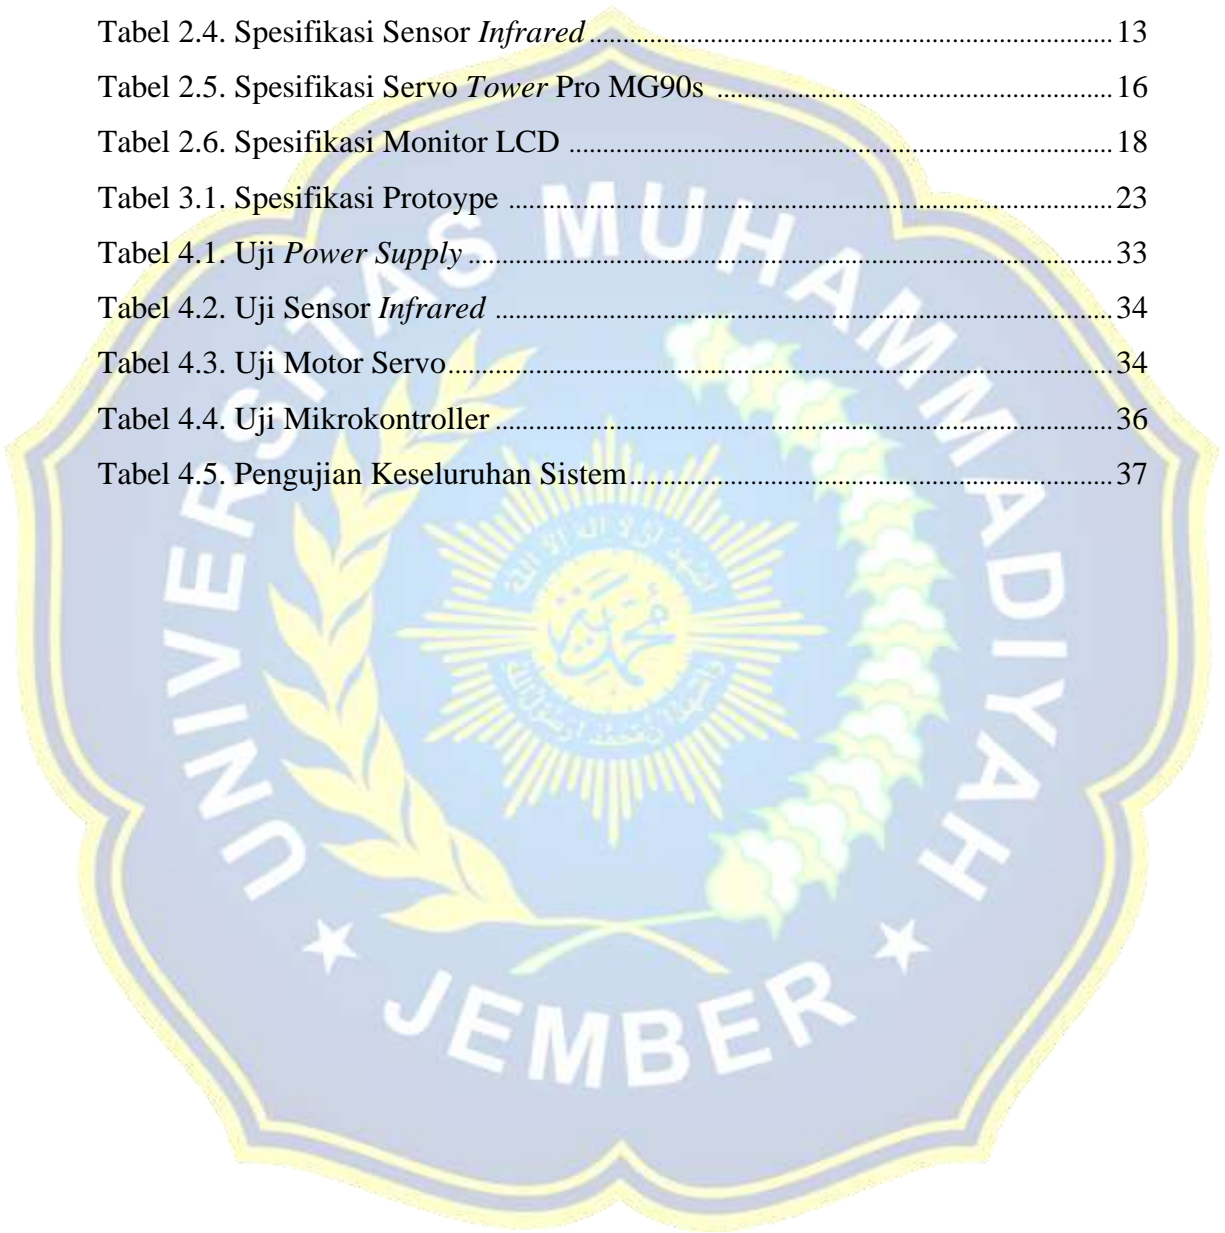 Tabel 2.4. Spesifikasi Sensor Infrared ........................................ 13
Tabel 2.5. Spesifikasi Servo Tower Pro MG90s ........................................ 16
Tabel 2.6. Spesifikasi Monitor LCD ........................................ 18
Tabel 3.1. Spesifikasi Protoype ........................................ 23
Tabel 4.1. Uji Power Supply ........................................ 33
Tabel 4.2. Uji Sensor Infrared ........................................ 34
Tabel 4.3. Uji Motor Servo ........................................ 34
Tabel 4.4. Uji Mikrokontroller ........................................ 36
Tabel 4.5. Pengujian Keseluruhan Sistem ........................................ 37
UNIVERSITAS MUHAMMADIYAH
JEMBER